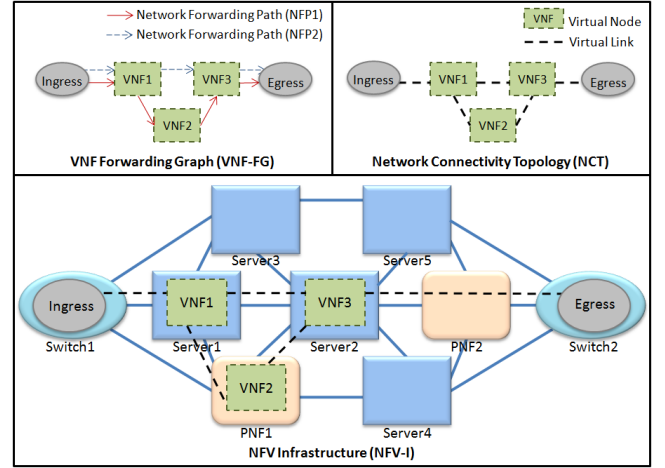 Network Forwarding Path (NFP1)
Network Forwarding Path (NFP2)
Ingress
VNF1
VNF3
Egress
VNF2
VNF Forwarding Graph (VNF-FG)
VNF
Virtual Node
Virtual Link
Ingress
VNF1
VNF3
Egress
VNF2
Network Connectivity Topology (NCT)
Server3
Server5
Ingress
VNF1
VNF3
Egress
Switch1
Server1
Server2
PNF2
Switch2
VNF2
PNF1
Server4
NFV Infrastructure (NFV-I)